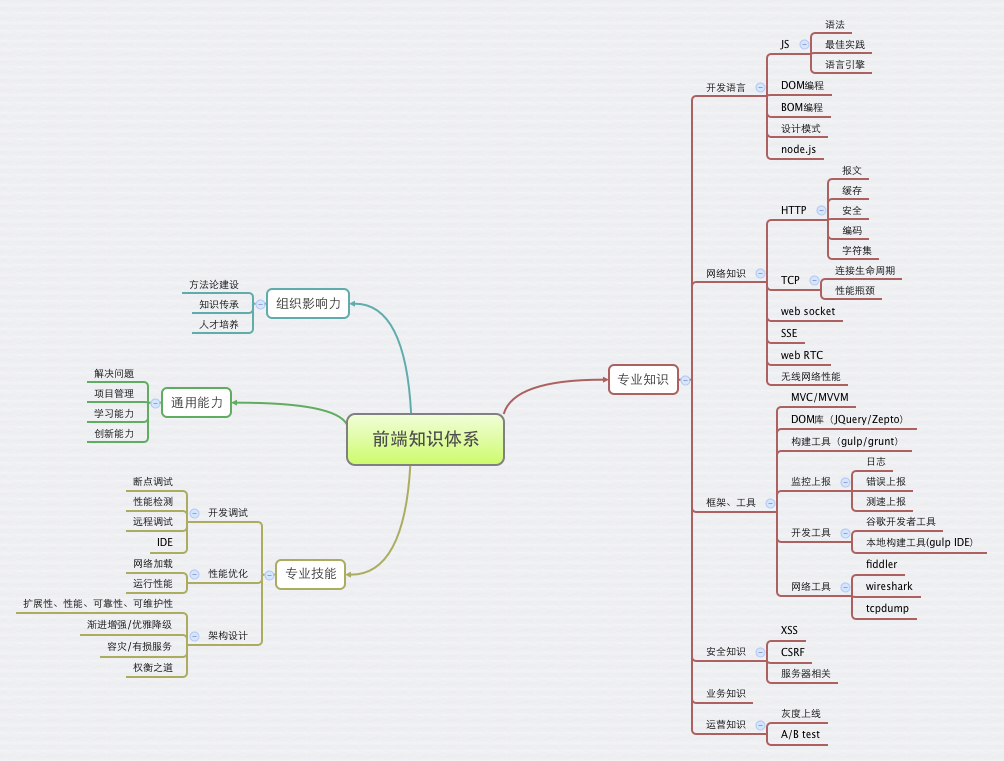 前端知识体系
专业知识
开发语言
JS
语法
最佳实践
语言引擎
DOM编程
BOM编程
设计模式
node.js
网络知识
HTTP
报文
缓存
安全
编码
字符集
TCP
连接生命周期
性能瓶颈
web socket
SSE
web RTC
无线网络性能
框架、工具
MVC/MVVM
DOM库（JQuery/Zepto）
构建工具（gulp/grunt）
监控上报
日志
错误上报
测速上报
开发工具
谷歌开发者工具
本地构建工具(gulp IDE)
网络工具
fiddler
wireshark
tcpdump
安全知识
XSS
CSRF
服务器相关
业务知识
运营知识
灰度上线
A/B test
专业技能
开发调试
断点调试
性能检测
远程调试
IDE
性能优化
网络加载
运行性能
架构设计
扩展性、性能、可靠性、可维护性
渐进增强/优雅降级
容灾/有损服务
权衡之道
通用能力
解决问题
项目管理
学习能力
创新能力
组织影响力
方法论建设
知识传承
人才培养